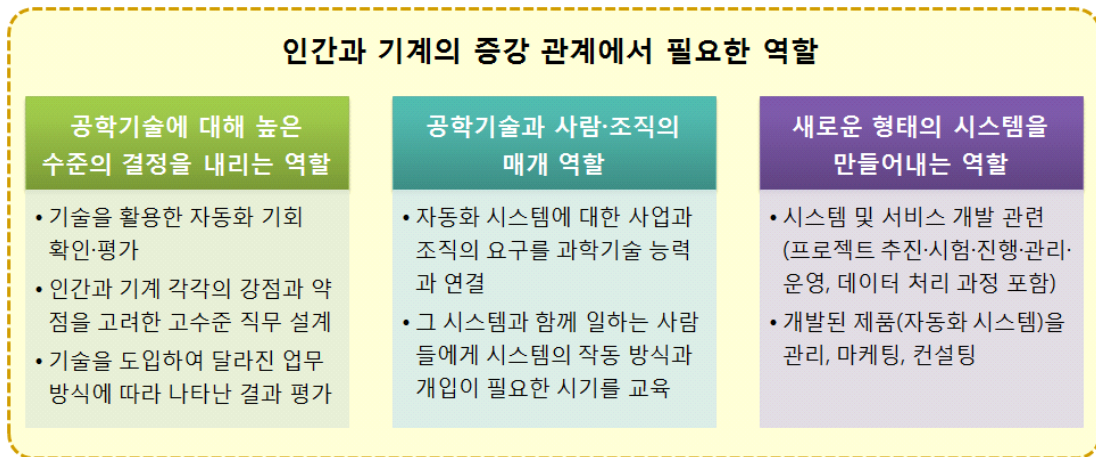 인간과 기계의 증강 관계에서 필요한 역할
공학기술에 대해 높은
수준의 결정을 내리는 역할
• 기술을 활용한 자동화 기회
확인·평가
• 인간과 기계 각각의 강점과 약
점을 고려한 고수준 직무 설계
• 기술을 도입하여 달라진 업무
방식에 따라 나타난 결과 평가
공학기술과 사람·조직의
매개 역할
• 자동화 시스템에 대한 사업과
조직의 요구를 과학기술 능력
과 연결
• 그 시스템과 함께 일하는 사람
들에게 시스템의 작동 방식과
개입이 필요한 시기를 교육
새로운 형태의 시스템을
만들어내는 역할
• 시스템 및 서비스 개발 관련
(프로젝트 추진·시험·진행·관리·
운영, 데이터 처리 과정 포함)
• 개발된 제품(자동화 시스템)을
관리, 마케팅, 컨설팅